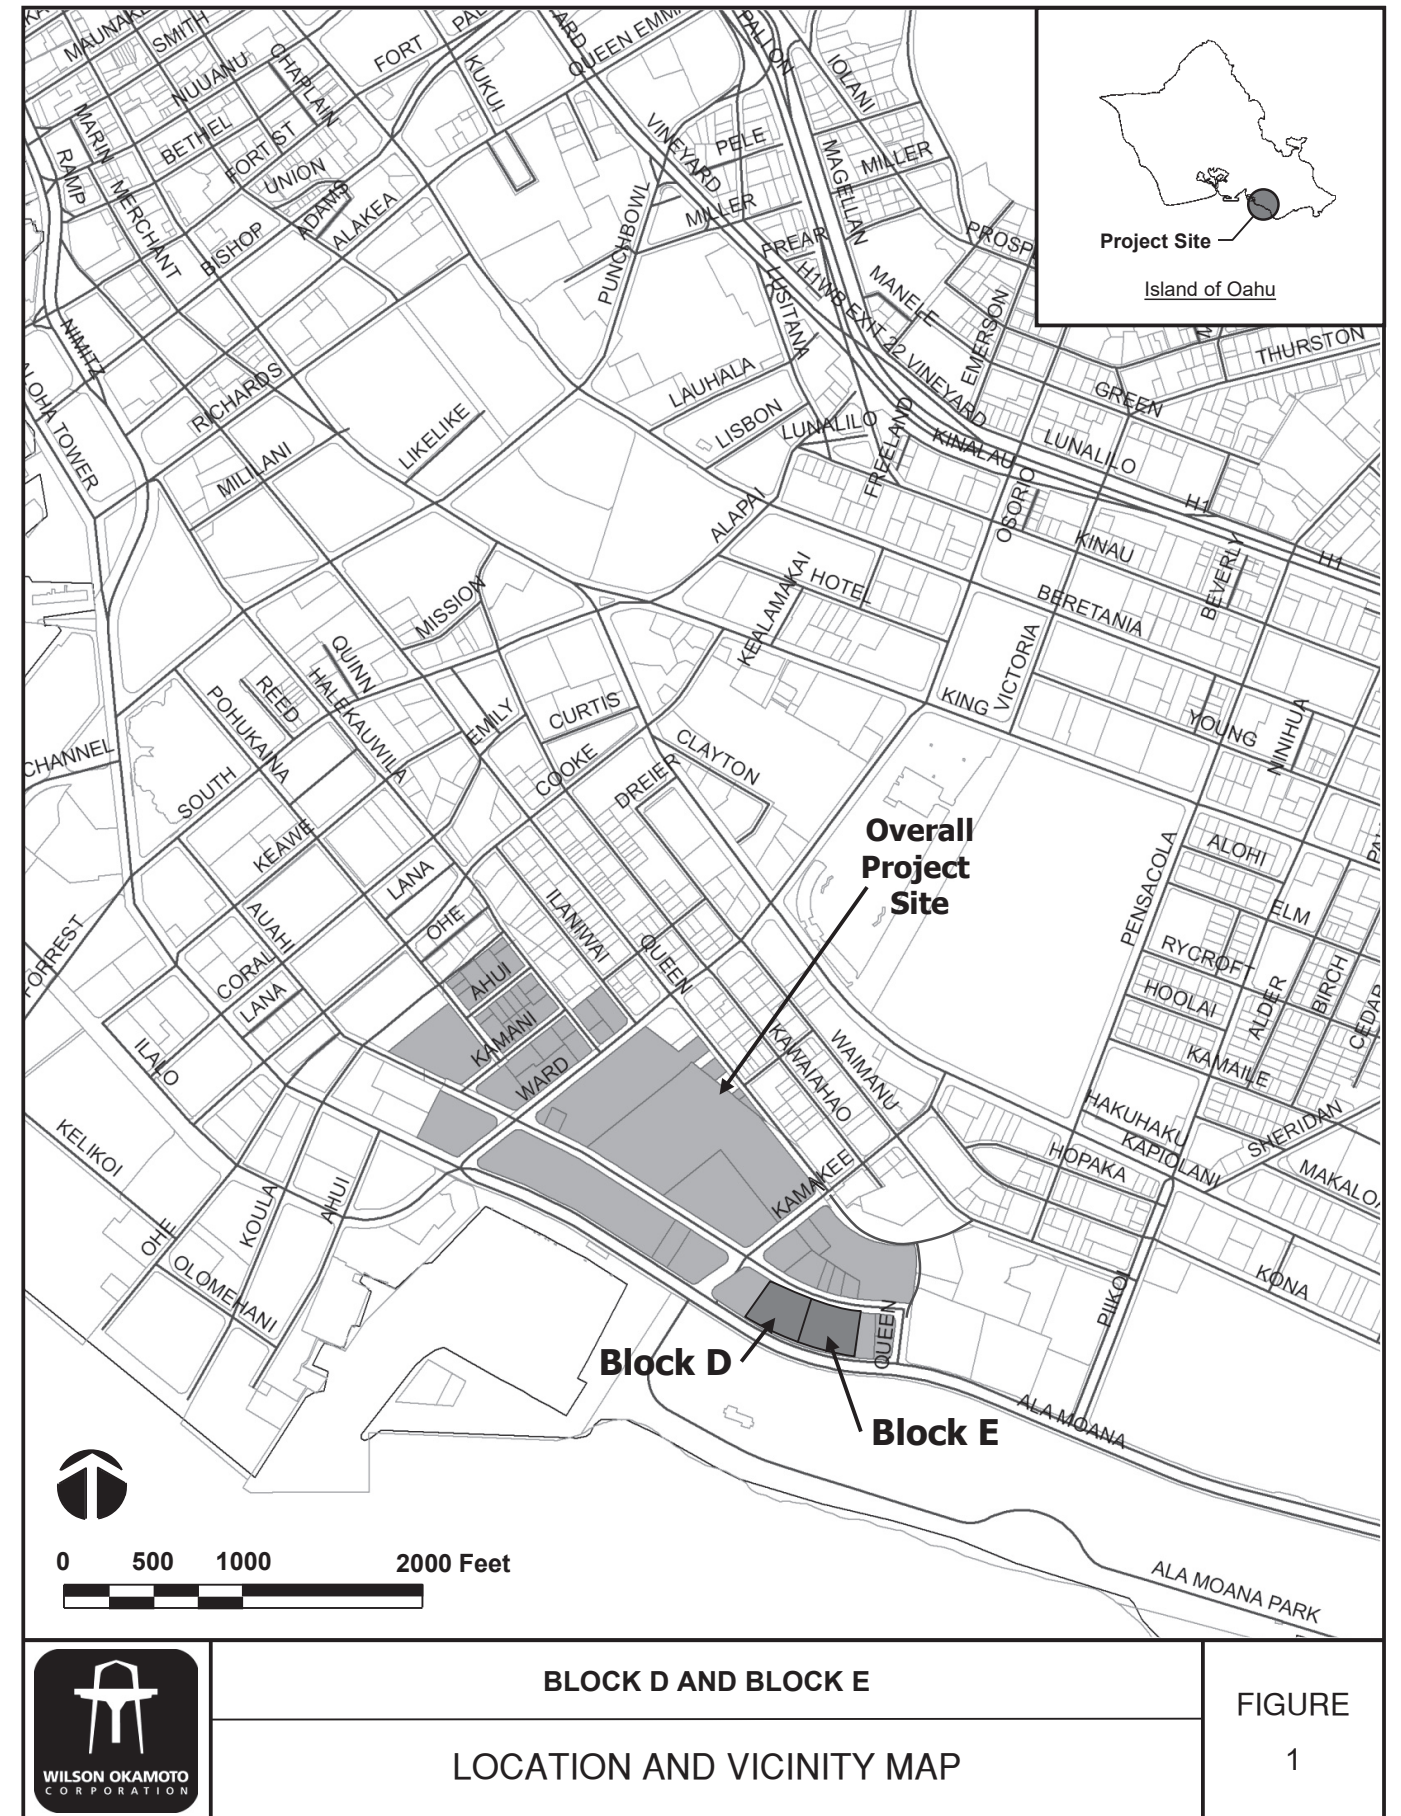 MAUNAK
SMITH
FORT
KUKUI
QUEEN EMMA
IOLANI
NUUANU
CHAPLAIN
MARIN
BETHEL
FORT ST
UNION
RAMP
MERCHANT
ADAMS
ALAKEA
BISHOP
VINEYARD
PELE
MAGELLAN
MILLER
PUNCHBOWL
MILLER
FREAR
PROSP
LUSITANA
H1WB EXIT 22 VINEYARD
MANELE
EMERSON
Project Site
Island of Oahu
THURSTON
NIMITZ
ALOHA TOWER
RICHARDS
MILILANI
LIKELIKE
LAUHALA
LISBON
LUNALILO
FREELAND
KINALAU
LUNALILO
GREEN
H1
H1
ALAPAI
OSORIO
KINAU
BEVERLY
MISSION
KEALAMAKAI
HOTEL
BERETANIA
QUINN
REED
HALEKAUWILA
POHUKAINA
EMILY
CURTIS
COOKE
DREIER
CLAYTON
KING
VICTORIA
YOUNG
NINIHUA
CHANNEL
SOUTH
KEAWE
LANA
OHE
ILANIWAI
QUEEN
Overall
Project
Site
PENSACOLA
ALOHI
ELM
FORREST
AUAHI
CORAL
LANA
AHUI
KAMANI
WARD
ILALO
RYCROFT
HOOLAI
ALDER
BIRCH
CEDAR
KAWAIAHAO
WAIMANU
KAMAILE
HAKUHAKU
SHERIDAN
KAPIOLANI
HOPAKA
MAKALOA
KELIKOI
KAMAKEE
OHE
KOULA
AHUI
OLOMEHANI
QUEEN
PIIKOI
KONA
Block D
Block E
ALA MOANA
0 500 1000 2000 Feet
ALA MOANA PARK
WILSON OKAMOTO
CORPORATION
BLOCK D AND BLOCK E
LOCATION AND VICINITY MAP
FIGURE
1